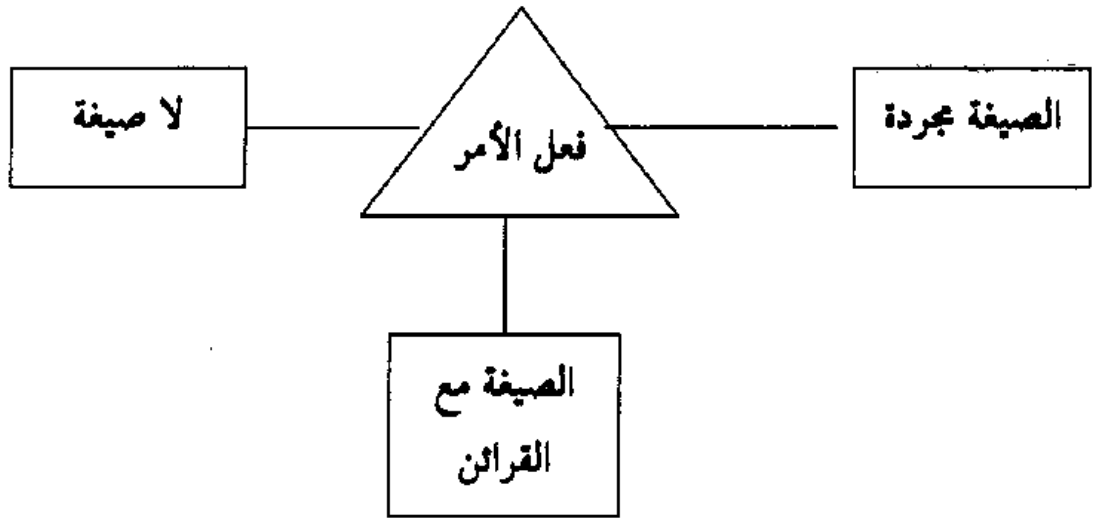 الصيغة مجردة
فعل الأمر
لا صيغة
الصيغة مع
القرائن